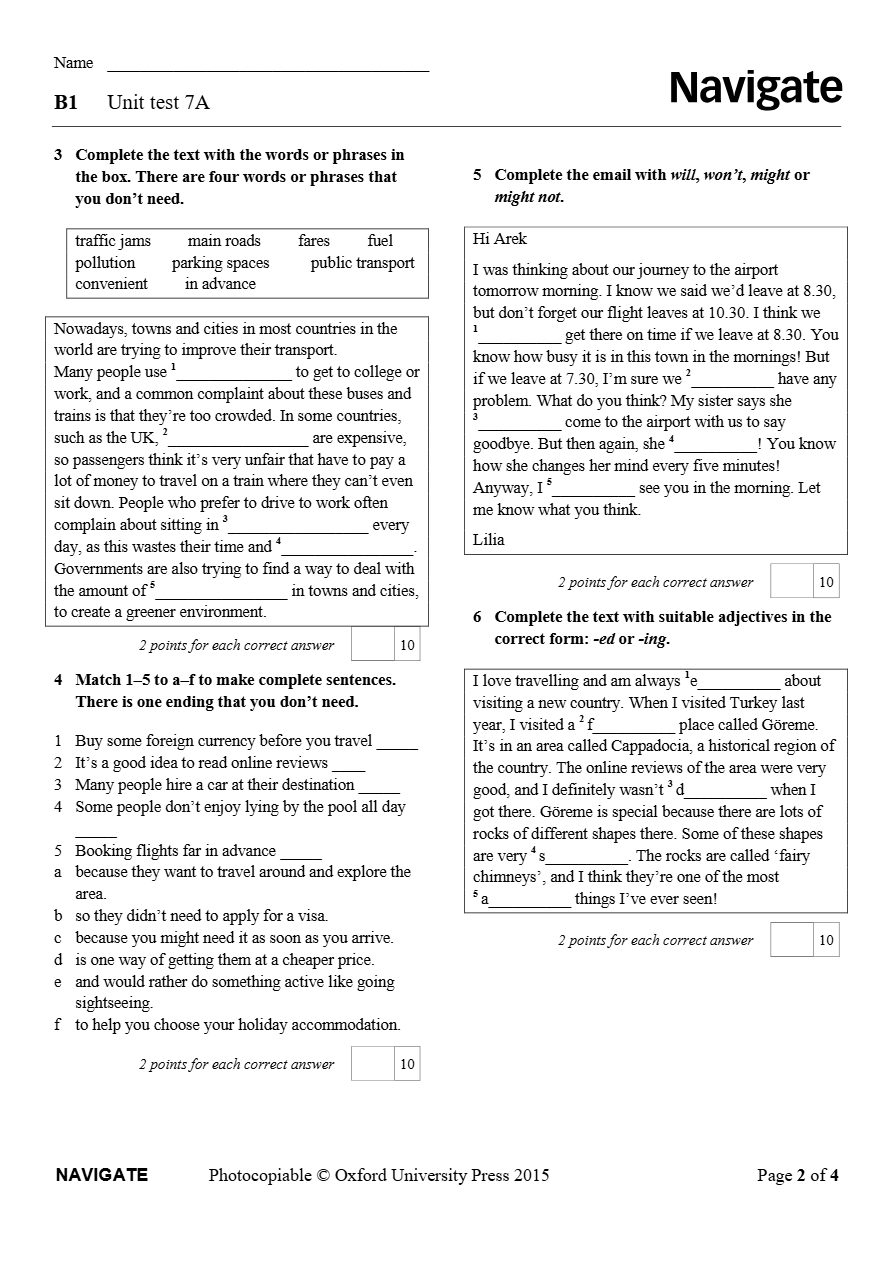 Name ________________________________________
Navigate
B1 Unit test 7A
3 Complete the text with the words or phrases in
the box. There are four words or phrases that
you don’t need.
traffic jams main roads fares fuel
pollution parking spaces public transport
convenient in advance
Nowadays, towns and cities in most countries in the
world are trying to improve their transport.
Many people use 1______________ to get to college or
work, and a common complaint about these buses and
trains is that they’re too crowded. In some countries,
such as the UK, 2_________________ are expensive,
so passengers think it’s very unfair that have to pay a
lot of money to travel on a train where they can’t even
sit down. People who prefer to drive to work often
complain about sitting in 3_________________ every
day, as this wastes their time and 4________________.
Governments are also trying to find a way to deal with
the amount of 5________________ in towns and cities,
to create a greener environment.
2 points for each correct answer 10
4 Match 1–5 to a–f to make complete sentences.
There is one ending that you don’t need.
1 Buy some foreign currency before you travel _____
2 It’s a good idea to read online reviews ____
3 Many people hire a car at their destination _____
4 Some people don’t enjoy lying by the pool all day
_____
5 Booking flights far in advance _____
a because they want to travel around and explore the
area.
b so they didn’t need to apply for a visa.
c because you might need it as soon as you arrive.
d is one way of getting them at a cheaper price.
e and would rather do something active like going
sightseeing.
f to help you choose your holiday accommodation.
2 points for each correct answer 10
5 Complete the email with will, won’t, might or
might not.
Hi Arek
I was thinking about our journey to the airport
tomorrow morning. I know we said we’d leave at 8.30,
but don’t forget our flight leaves at 10.30. I think we
1__________ get there on time if we leave at 8.30. You
know how busy it is in this town in the mornings! But
if we leave at 7.30, I’m sure we 2__________ have any
problem. What do you think? My sister says she
3__________ come to the airport with us to say
goodbye. But then again, she 4__________! You know
how she changes her mind every five minutes!
Anyway, I 5__________ see you in the morning. Let
me know what you think.
Lilia
2 points for each correct answer 10
6 Complete the text with suitable adjectives in the
correct form: -ed or -ing.
I love travelling and am always 1e__________ about
visiting a new country. When I visited Turkey last
year, I visited a 2 f__________ place called Göreme.
It’s in an area called Cappadocia, a historical region of
the country. The online reviews of the area were very
good, and I definitely wasn’t 3 d__________ when I
got there. Göreme is special because there are lots of
rocks of different shapes there. Some of these shapes
are very 4 s__________. The rocks are called ‘fairy
chimneys’, and I think they’re one of the most
5 a__________ things I’ve ever seen!
2 points for each correct answer 10
NAVIGATE Photocopiable © Oxford University Press 2015 Page 2 of 4